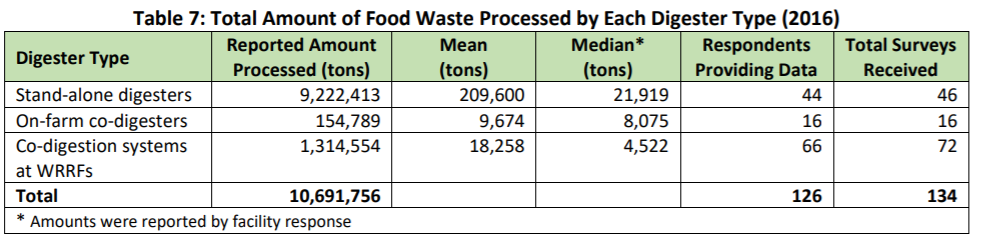 Table 7: Total Amount of Food Waste Processed by Each Digester Type (2016)
Digester Type Reported Amount Processed (tons) Mean (tons) Median* (tons) Respondents Providing Data Total Surveys Received
Stand-alone digesters 9,222,413 209,600 21,919 44 46
On-farm co-digesters 154,789 9,674 8,075 16 16
Co-digestion systems at WRRFs 1,314,554 18,258 4,522 66 72
Total 10,691,756 126 134
* Amounts were reported by facility response